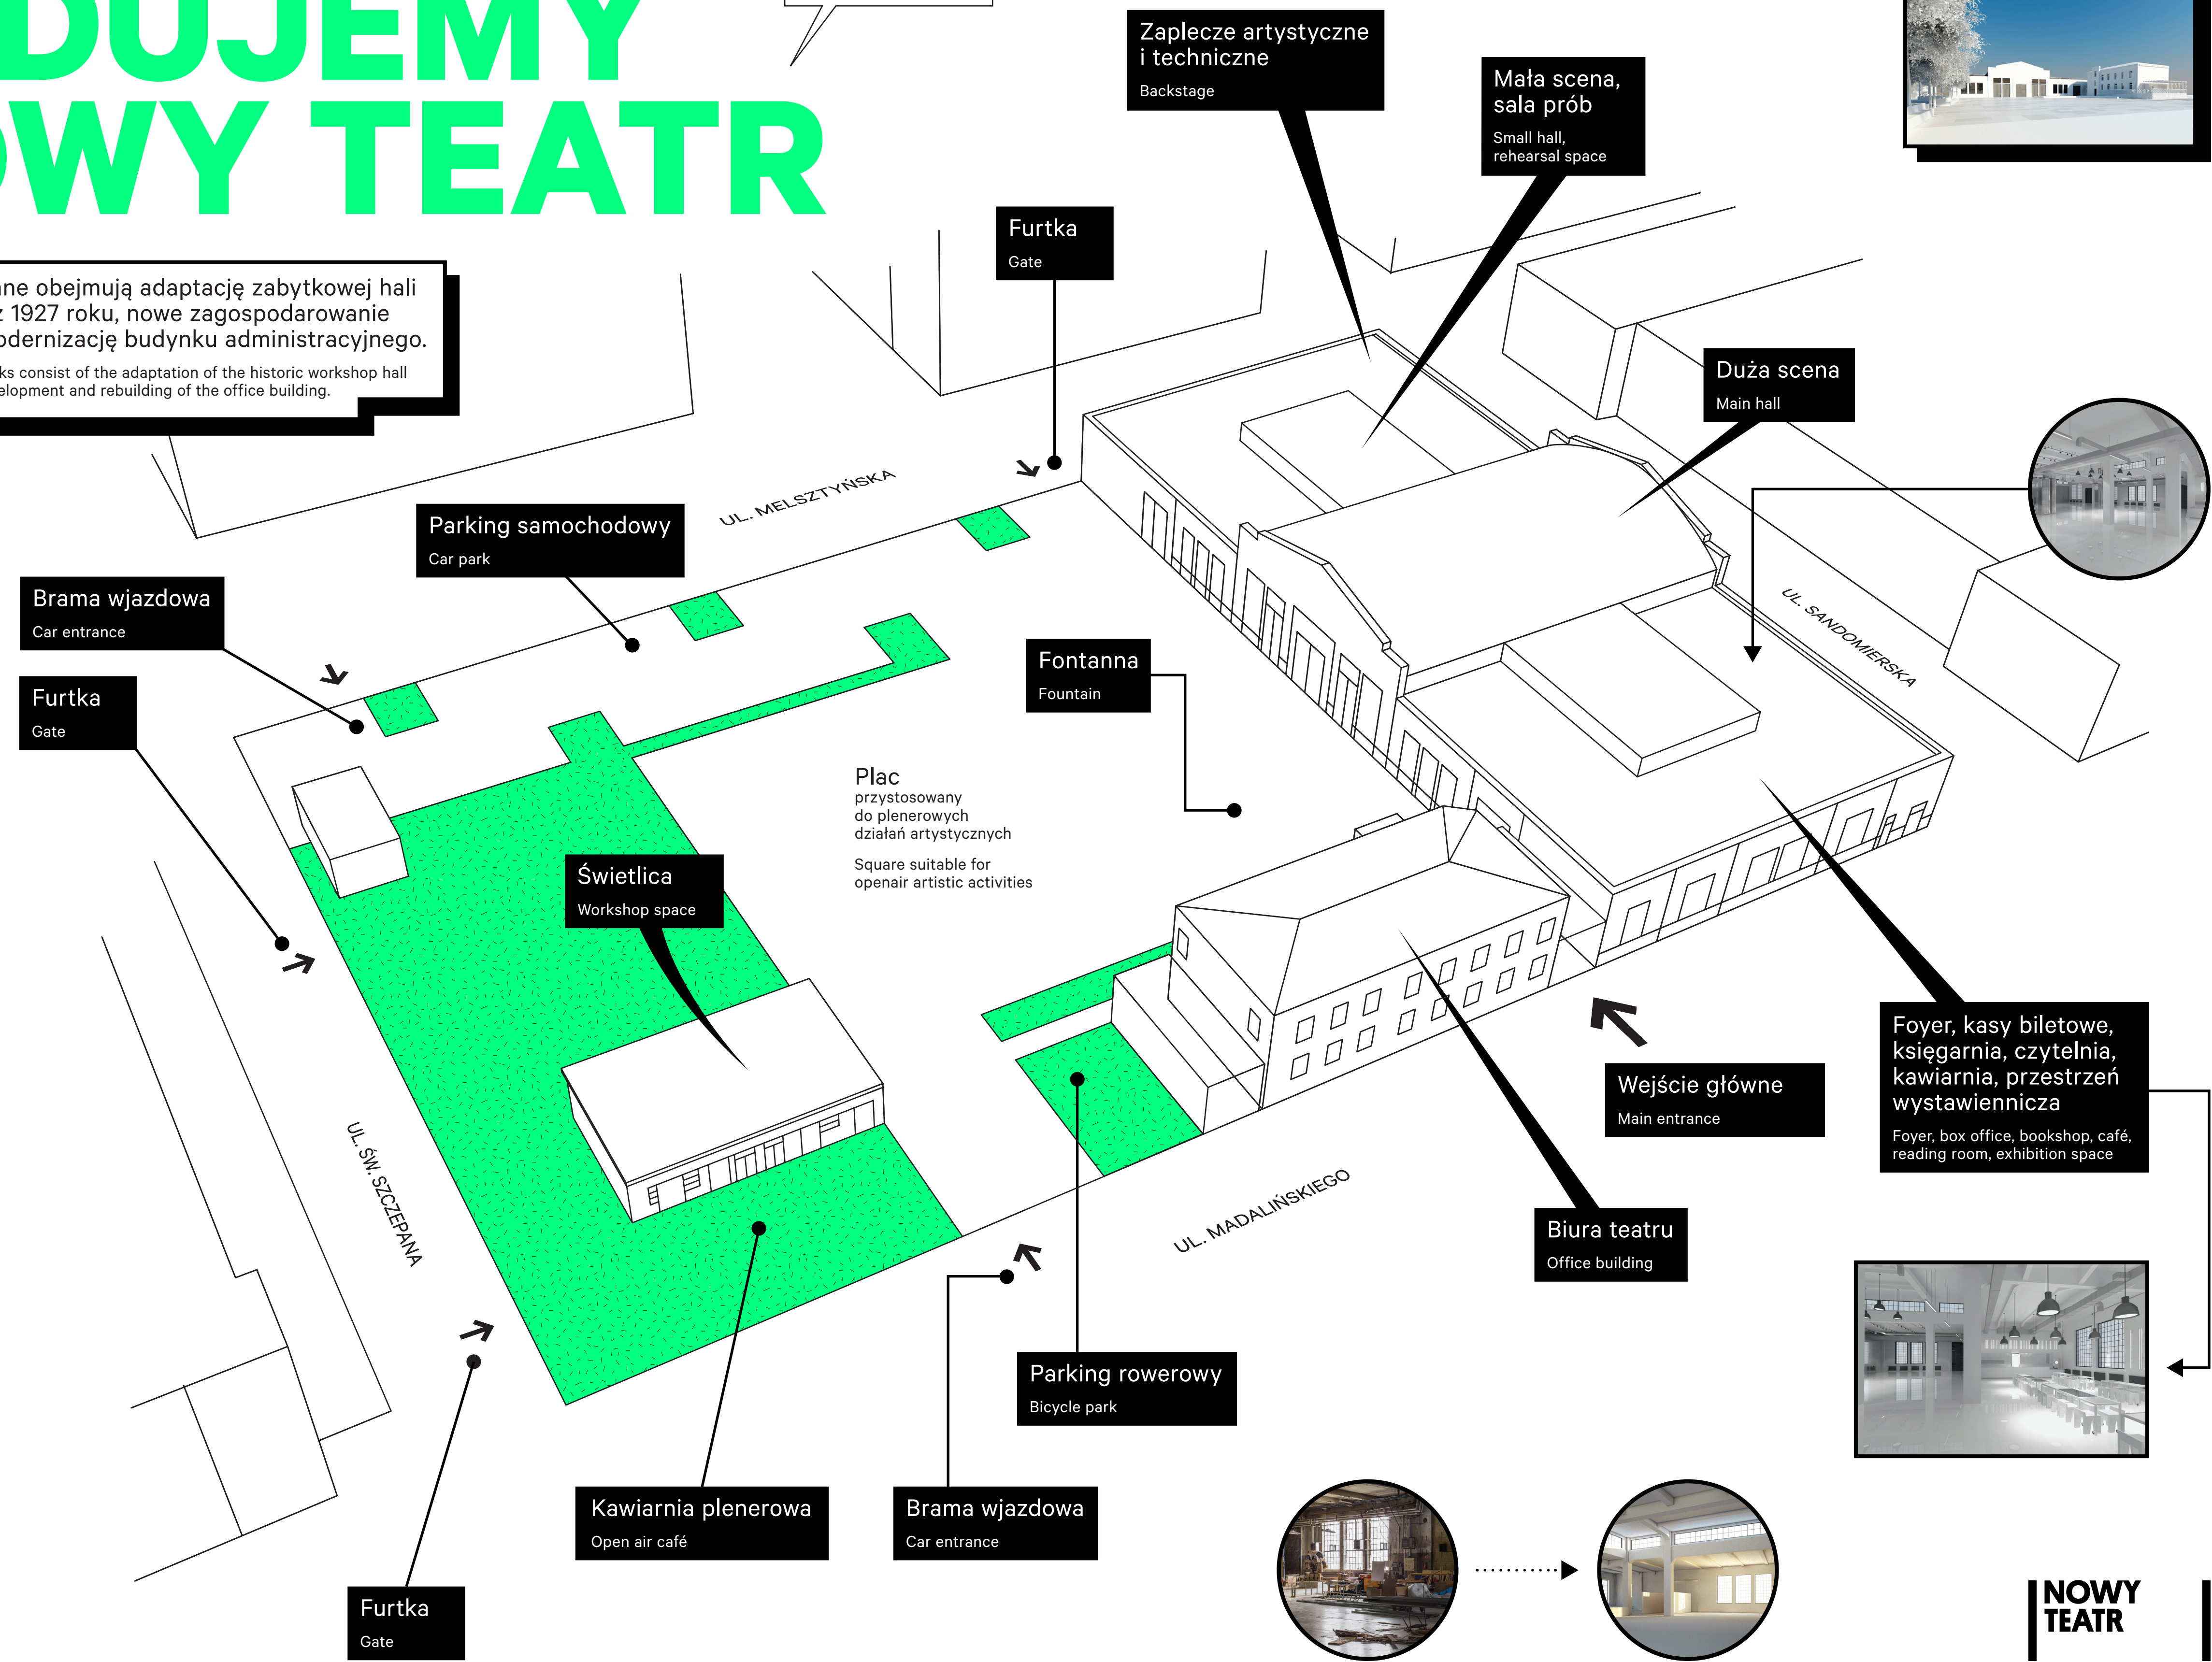 DUJEMY
OWY TEATR
ne obejmują adaptację zabytkowej hali
z 1927 roku, nowe zagospodarowanie
odernizację budynku administracyjnego.
ks consist of the adaptation of the historic workshop hall
elopment and rebuilding of the office building.
Zaplecze artystyczne
i techniczne
Backstage
Mała scena,
sala prób
Small hall,
rehearsal space
Furtka
Gate
Duża scena
Main hall
UL. MELSZTYŃSKA
Parking samochodowy
Car park
Brama wjazdowa
Car entrance
Furtka
Gate
UL. SANDOMIERSKA
Fontanna
Fountain
Plac
przystosowany
do plenerowych
działań artystycznych
Square suitable for
openair artistic activities
Świetlica
Workshop space
Foyer, kasy biletowe,
księgarnia, czytelnia,
kawiarnia, przestrzeń
wystawiennicza
Foyer, box office, bookshop, café,
reading room, exhibition space
Wejście główne
Main entrance
UL. ŚW. SZCZEPANA
UL. MADALIŃSKIEGO
Biura teatru
Office building
Parking rowerowy
Bicycle park
Kawiarnia plenerowa
Open air café
Brama wjazdowa
Car entrance
Furtka
Gate
NOWY
TEATR